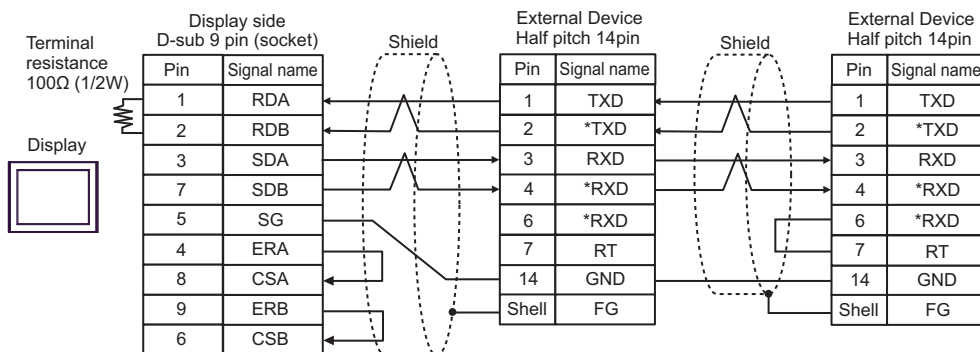 Terminal
resistance
100Ω (1/2W)
Display
Display side
D-sub 9 pin (socket)
Pin Signal name
1 RDA
2 RDB
3 SDA
7 SDB
5 SG
4 ERA
8 CSA
9 ERB
6 CSB
Shield
External Device
Half pitch 14pin
Pin Signal name
1 TXD
2 *TXD
3 RXD
4 *RXD
6 *RXD
7 RT
14 GND
Shell FG
Shield
External Device
Half pitch 14pin
Pin Signal name
1 TXD
2 *TXD
3 RXD
4 *RXD
6 *RXD
7 RT
14 GND
Shell FG